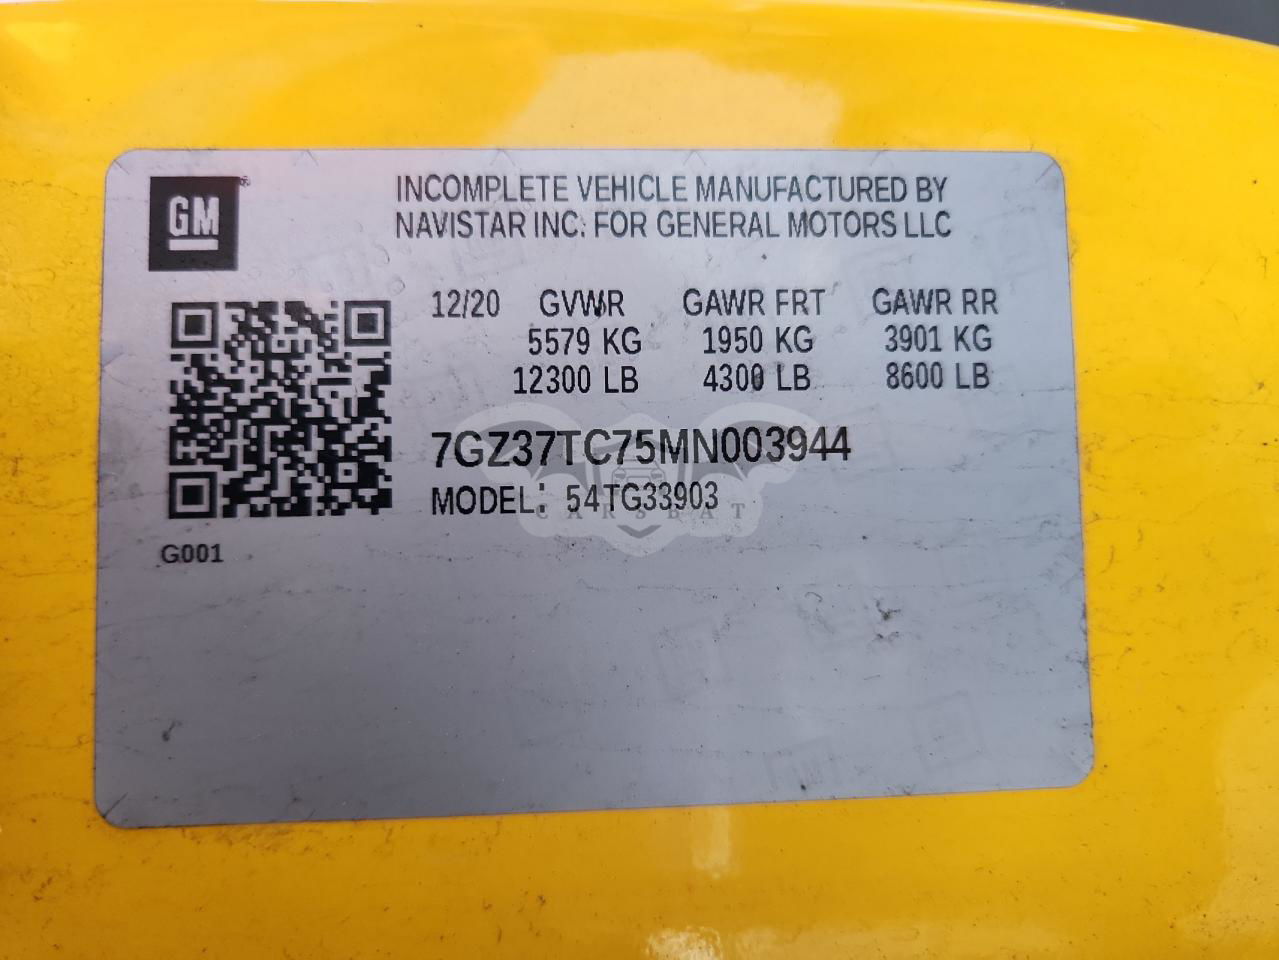 GM
INCOMPLETE VEHICLE MANUFACTURED BY
NAVISTAR INC. FOR GENERAL MOTORS LLC
12/20 GVWR GAWR FRT GAWR RR
5579 KG 1950 KG 3901 KG
12300 LB 4300 LB 8600 LB
7GZ37TC75MN003944
MODEL: 54TG33903
CARSBAT
G001